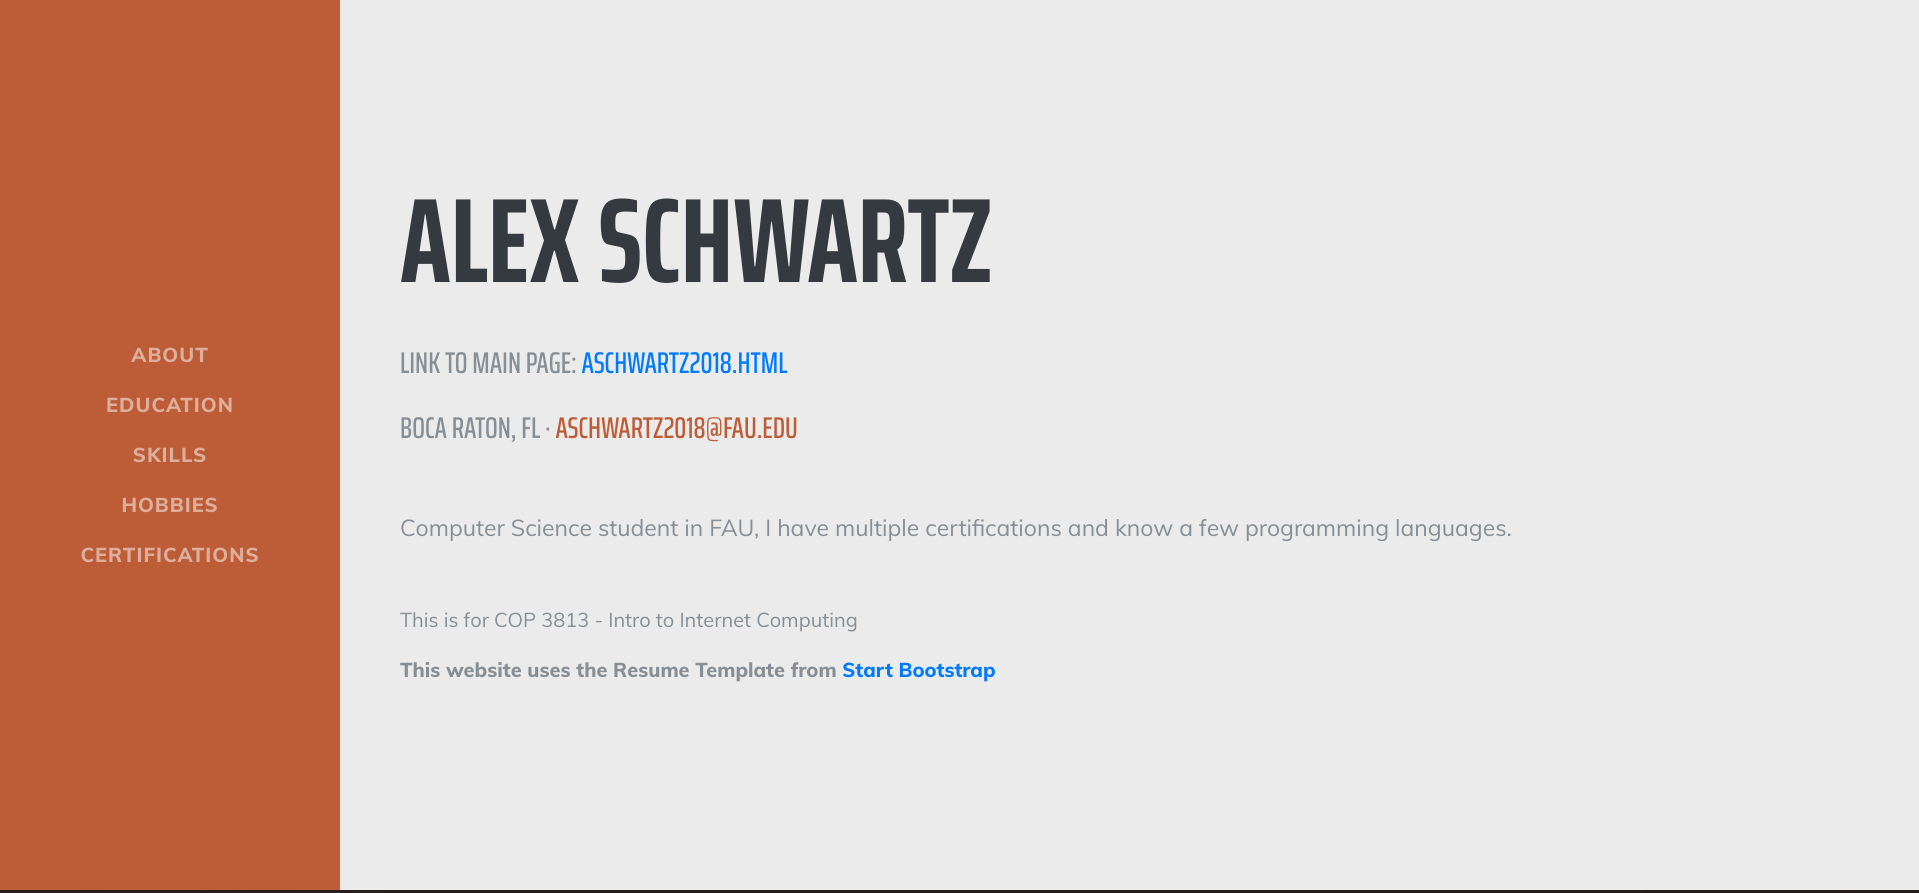 ABOUT
EDUCATION
SKILLS
HOBBIES
CERTIFICATIONS
ALEX SCHWARTZ
LINK TO MAIN PAGE: ASCHWARTZ2018.HTML
BOCA RATON, FL · ASCHWARTZ2018@FAU.EDU
Computer Science student in FAU, I have multiple certifications and know a few programming languages.
This is for COP 3813 - Intro to Internet Computing
This website uses the Resume Template from Start Bootstrap